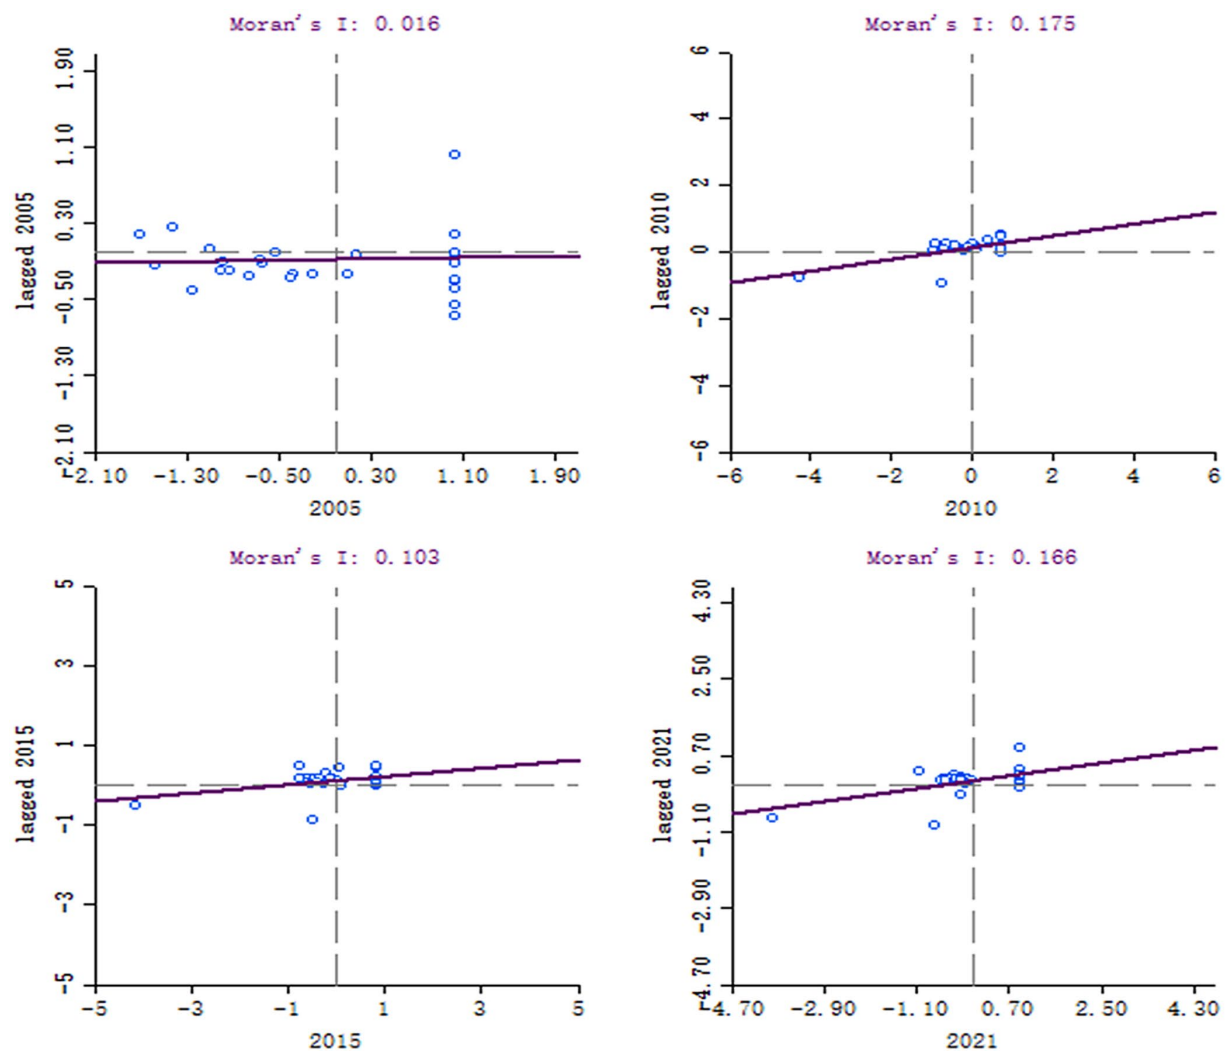 Moran's I: 0.016
1.90
1.10
0.30
-0.50
-1.30
-2.10
lagged 2005
-2.10 -1.30 -0.50 0.30 1.10 1.90
2005
Moran's I: 0.175
6
4
2
0
-2
-4
-6
lagged 2010
-6 -4 -2 0 2 4 6
2010
Moran's I: 0.103
5
3
1
-1
-3
-5
lagged 2015
-5 -3 -1 1 3 5
2015
Moran's I: 0.166
4.30
2.50
0.70
-1.10
-2.90
-4.70
lagged 2021
-4.70 -2.90 -1.10 0.70 2.50 4.30
2021